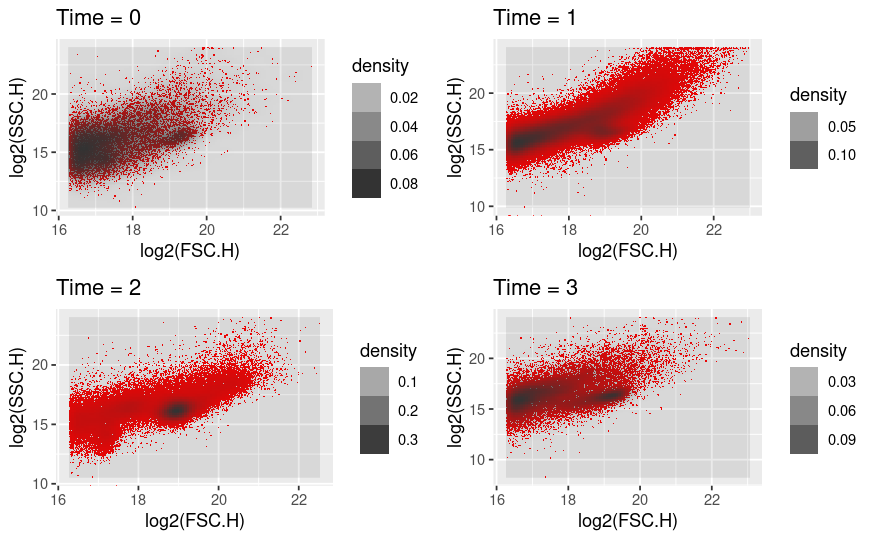 Time = 0
log2(SSC.H)
20
15
10
16
18
20
22
log2(FSC.H)
density
0.02
0.04
0.06
0.08
Time = 1
log2(SSC.H)
20
15
10
16
18
20
22
log2(FSC.H)
density
0.05
0.10
Time = 2
log2(SSC.H)
20
15
10
16
18
20
22
log2(FSC.H)
density
0.1
0.2
0.3
Time = 3
log2(SSC.H)
20
15
10
16
18
20
22
log2(FSC.H)
density
0.03
0.06
0.09